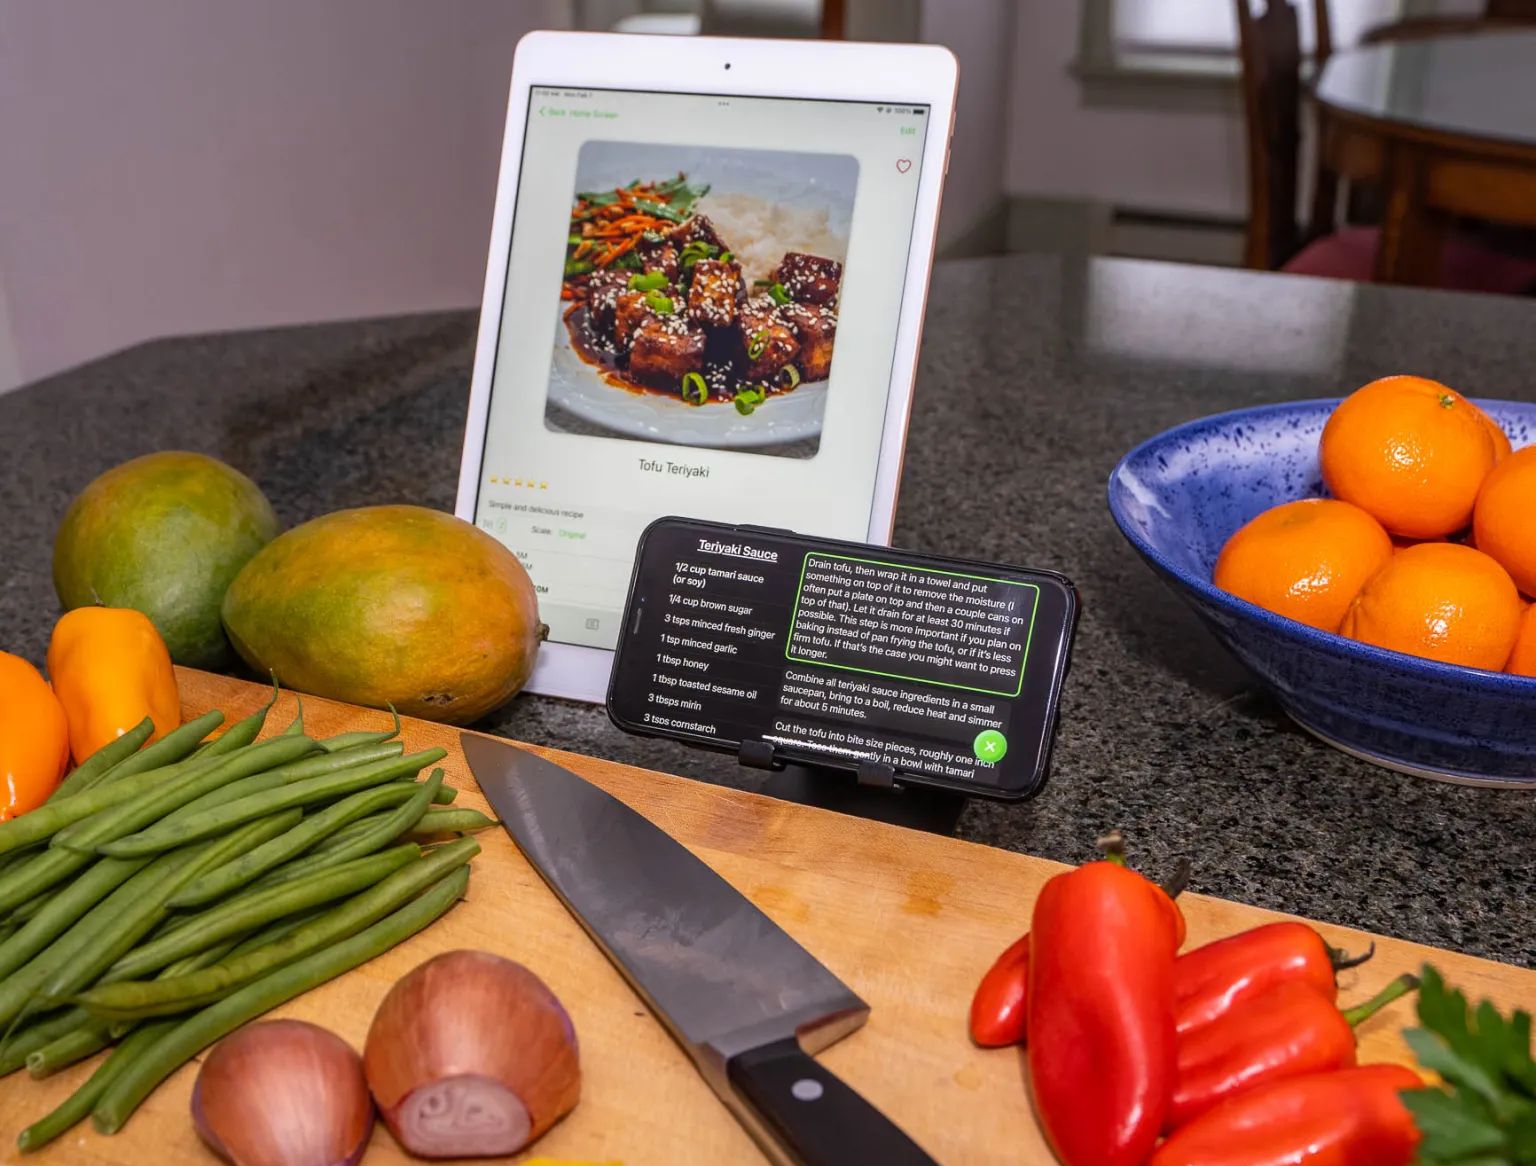 Back Home Screen
100%
Edit
Tofu Teriyaki
Simple and delicious recipe
Scale: Original
Teriyaki Sauce
1/2 cup tamari sauce
(or soy)
1/4 cup brown sugar
3 tsps minced fresh ginger
1 tsp minced garlic
1 tbsp honey
1 tbsp toasted sesame oil
3 tbsps mirin
3 tsps cornstarch
Drain tofu, then wrap it in a towel and put
something on top of it to remove the moisture (I
often put a plate on top and then a couple cans on
top of that). Let it drain for at least 30 minutes if
possible. This step is more important if you plan on
baking instead of pan frying the tofu, or if it's less
firm tofu. If that's the case you might want to press
it longer.
Combine all teriyaki sauce ingredients in a small
saucepan, bring to a boil, reduce heat and simmer
for about 5 minutes.
Cut the tofu into bite size pieces, roughly one inch
square. Toss them gently in a bowl with tamari